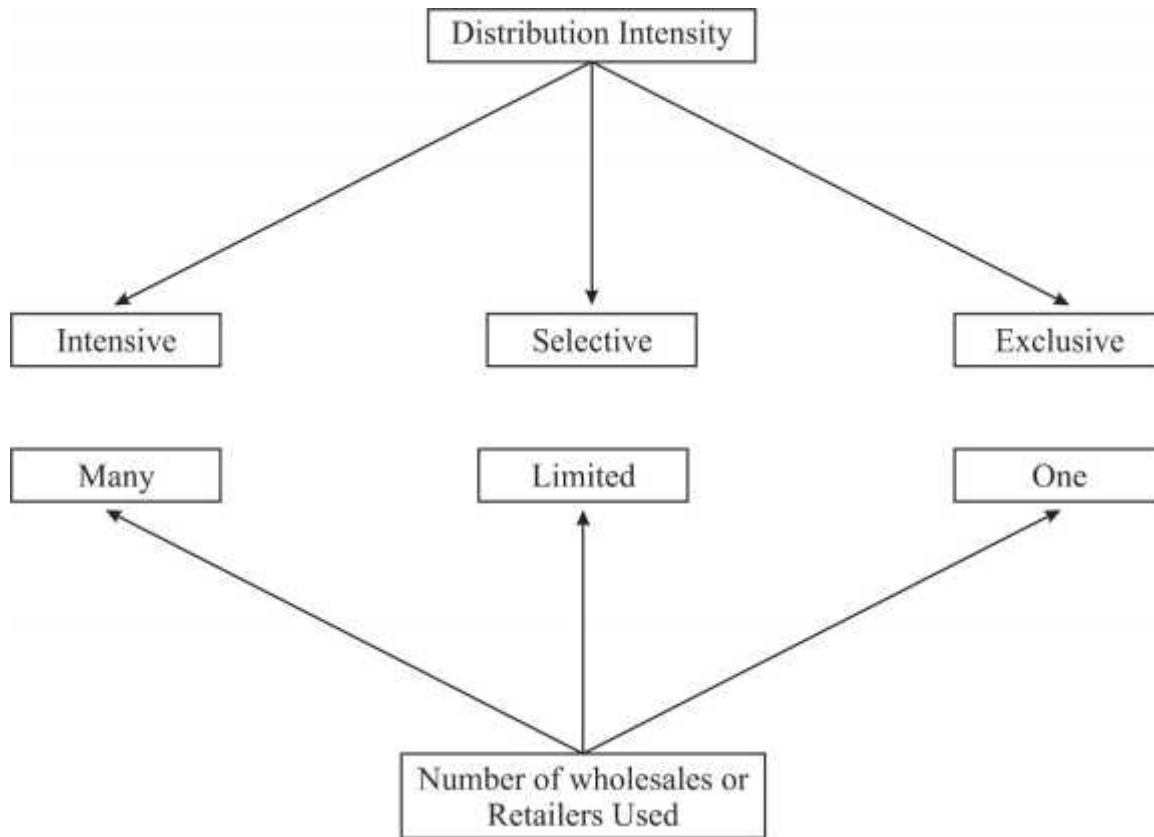 Distribution Intensity
Intensive
Selective
Exclusive
Many
Limited
One
Number of wholesales or
Retailers Used